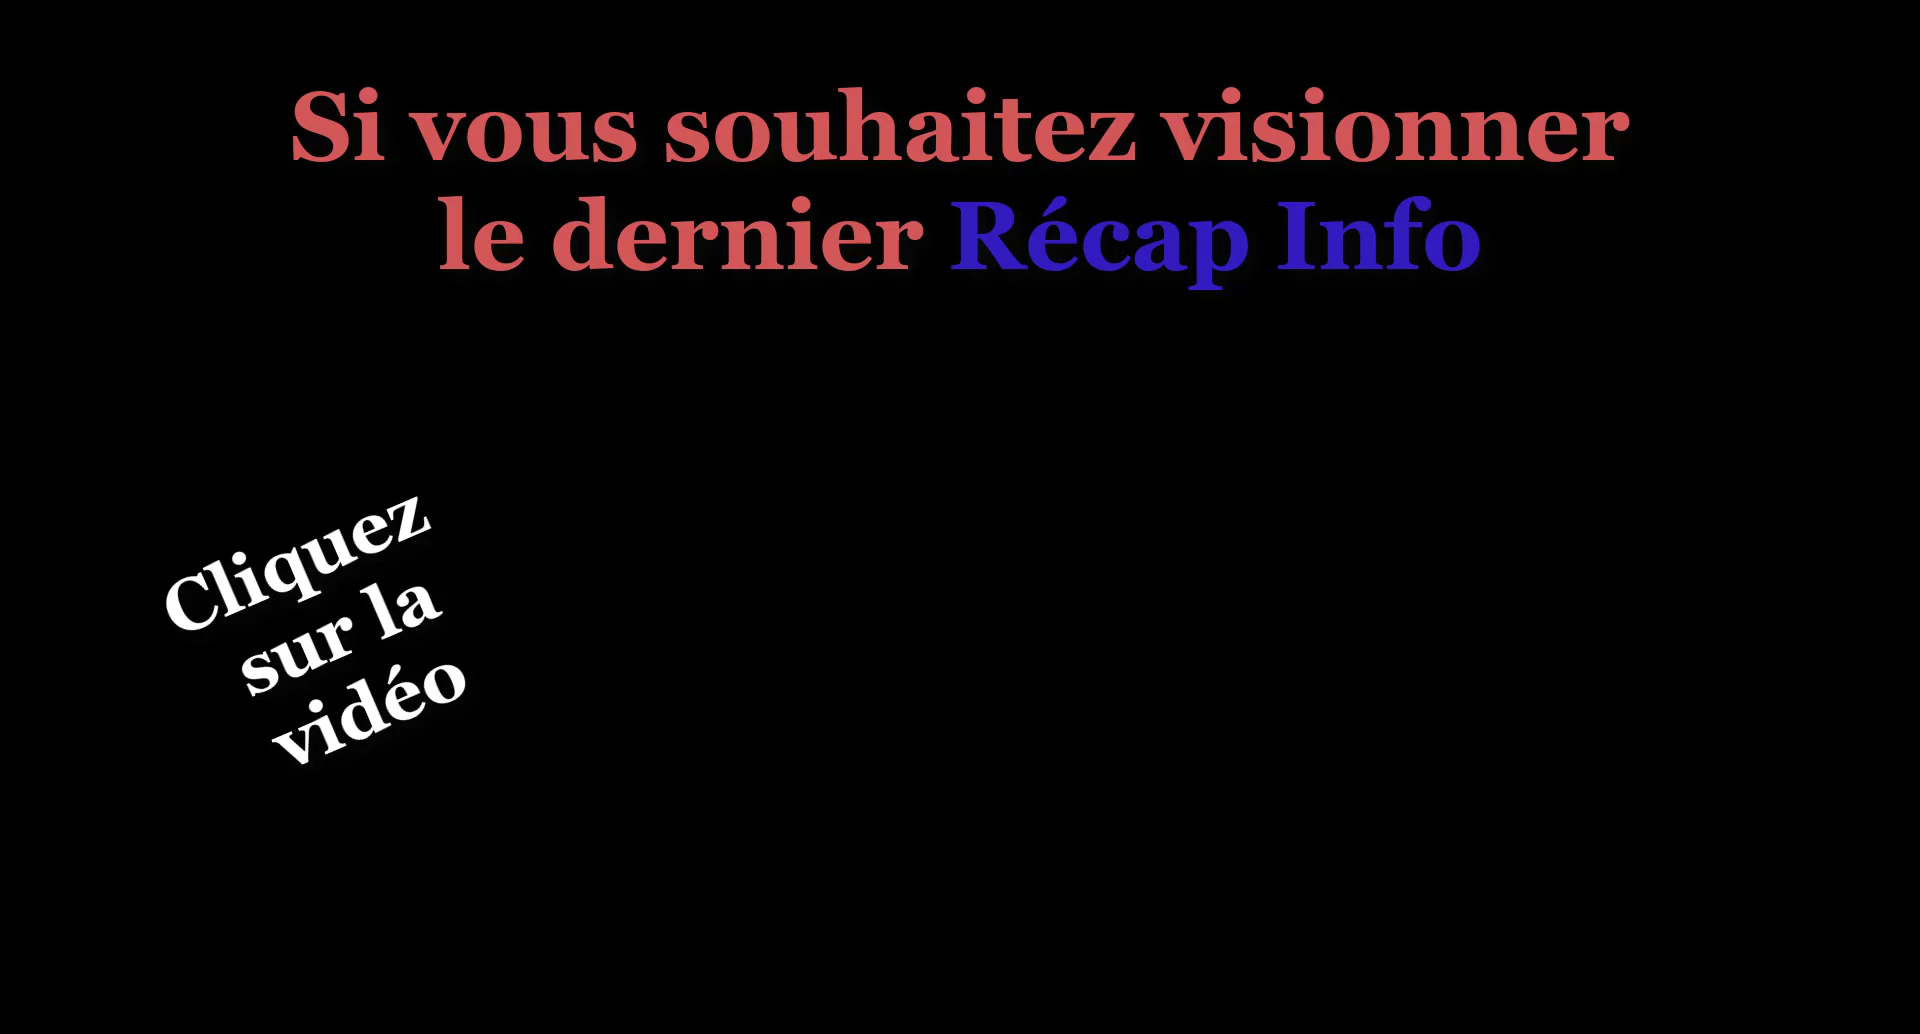 Si vous souhaitez visionner
le dernier Récap Info
Cliquez
sur la
vidéo